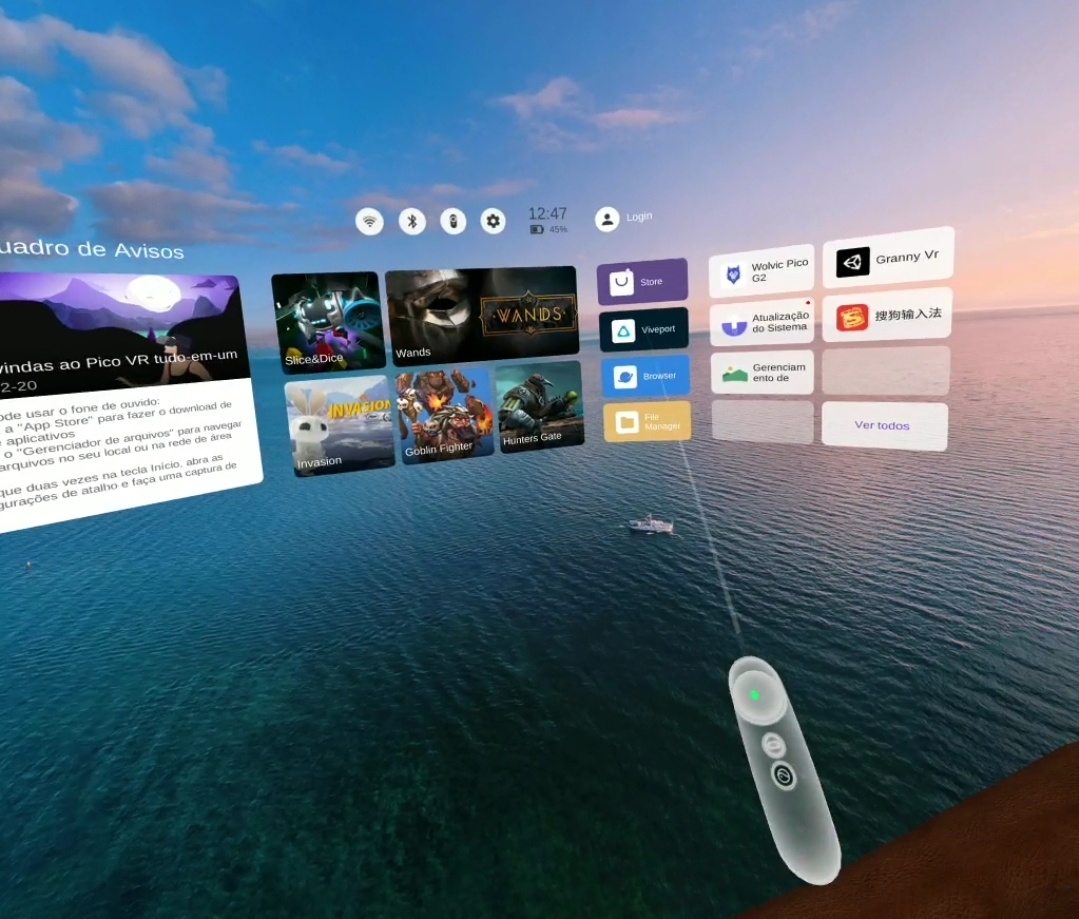 12:47
45%
Login
uadro de Avisos
vindas ao Pico VR tudo-em-um
2-20
ode usar o fone de ouvido:
a "App Store" para fazer o download de
aplicativos
o "Gerenciador de arquivos" para navegar
arquivos no seu local ou na rede de área
que duas vezes na tecla Início, abra as
gurações de atalho e faça uma captura de
Slice&Dice
WANDS
Wands
INVASION
Invasion
Goblin Fighter
Hunters Gate
Store
Viveport
Browser
File
Manager
Wolvic Pico
G2
Granny Vr
Atualização
do Sistema
搜狗输入法
Gerenciam
ento de
Ver todos